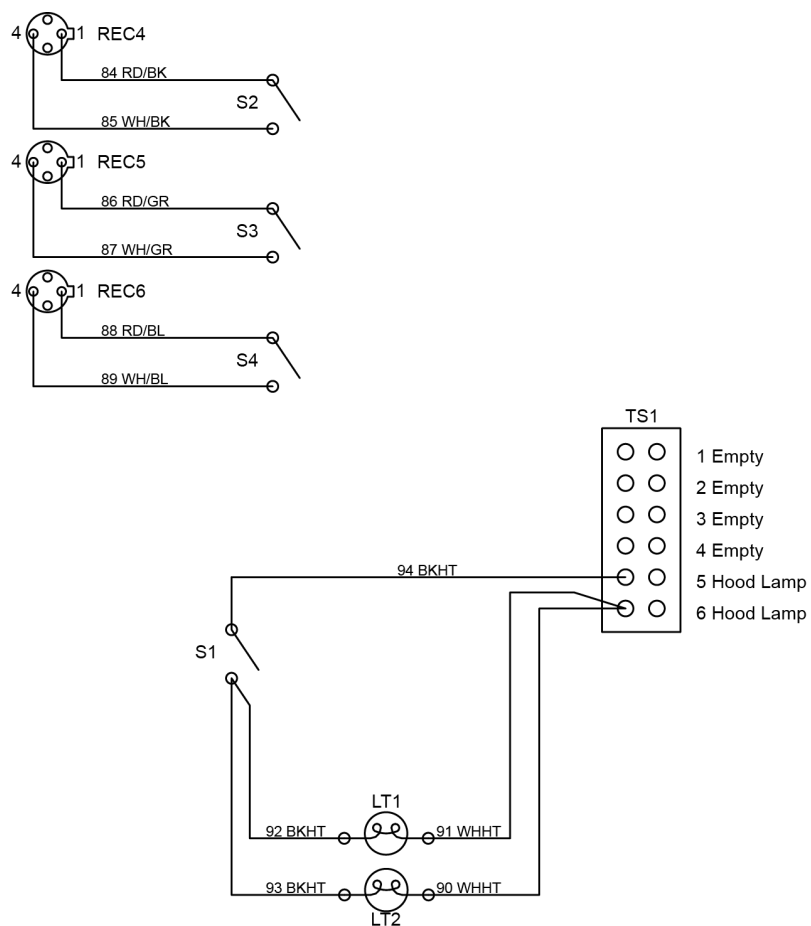 4 1 REC4
84 RD/BK
S2
85 WH/BK
4 1 REC5
86 RD/GR
S3
87 WH/GR
4 1 REC6
88 RD/BL
S4
89 WH/BL
TS1
1 Empty
2 Empty
3 Empty
4 Empty
94 BKHT
5 Hood Lamp
6 Hood Lamp
S1
LT1
92 BKHT 91 WHHT
93 BKHT 90 WHHT
LT2